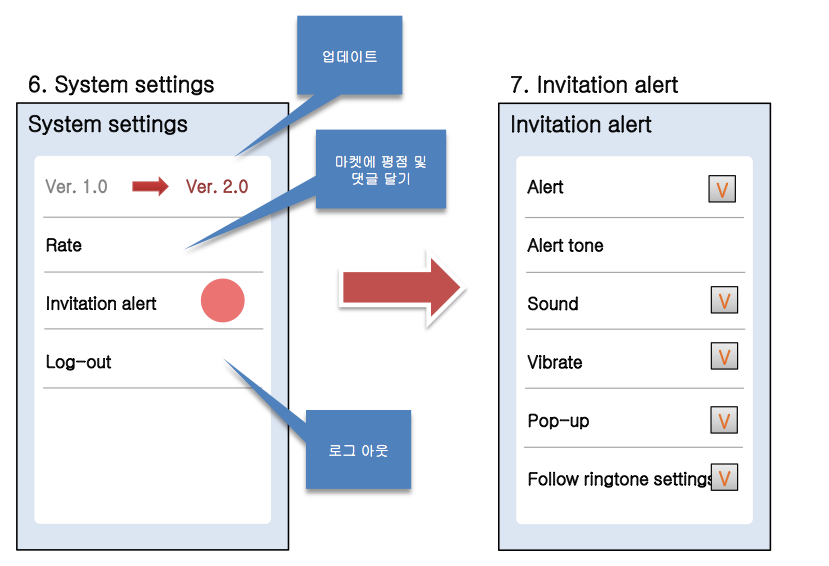 업데이트
6. System settings
System settings
Ver. 1.0 Ver. 2.0
마켓에 평점 및
댓글 달기
Rate
Invitation alert
Log-out
로그 아웃
7. Invitation alert
Invitation alert
Alert V
Alert tone
Sound V
Vibrate V
Pop-up V
Follow ringtone settings V